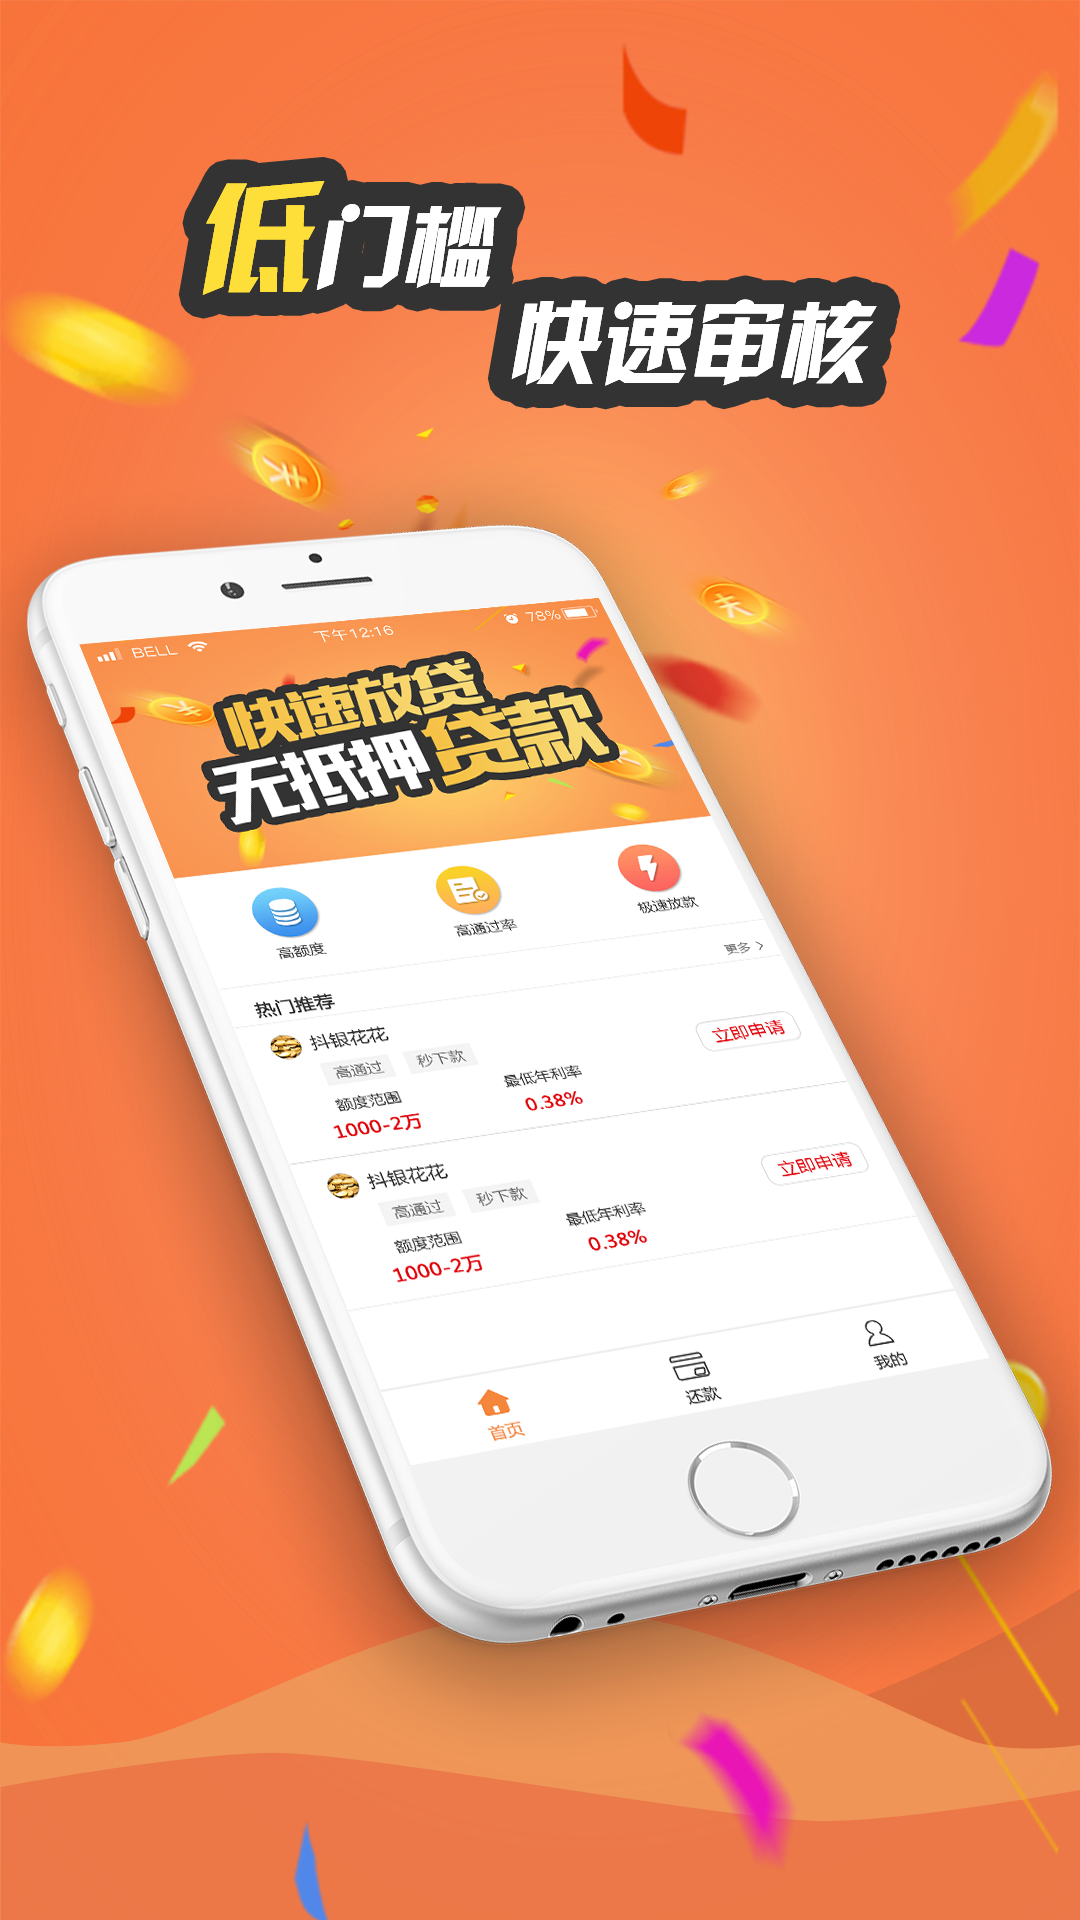 低门槛
快速审核
BELL
下午12:16
78%
快速放贷
无抵押贷款
高额度
高通过率
极速放款
热门推荐
更多 >
抖银花花
立即申请
高通过
秒下款
额度范围
最低年利率
1000-2万
0.38%
抖银花花
立即申请
高通过
秒下款
额度范围
最低年利率
1000-2万
0.38%
首页
还款
我的